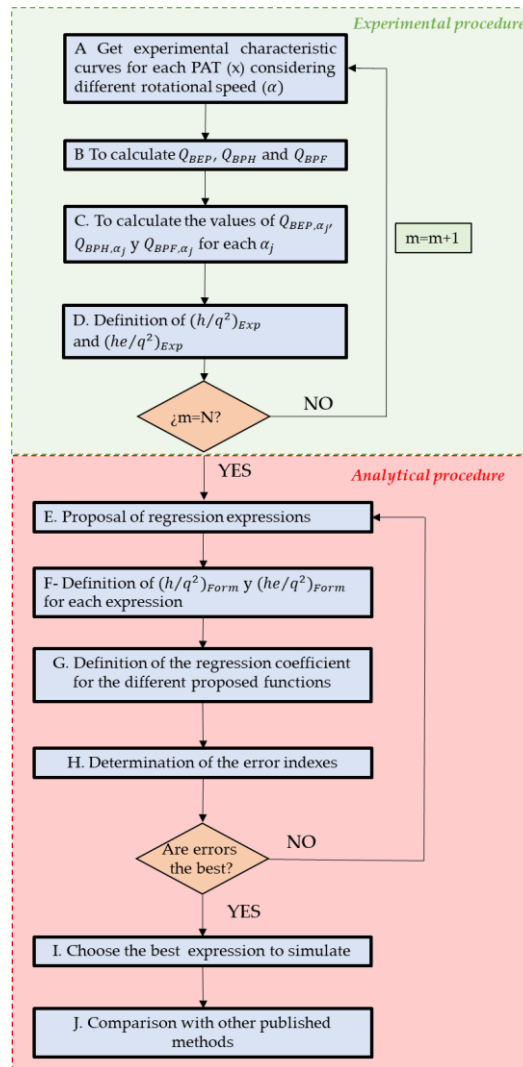 Experimental procedure
A Get experimental characteristic
curves for each PAT (x) considering
different rotational speed (α)
B To calculate Q_BEP, Q_BPH and Q_BPF
C. To calculate the values of Q_BEP,αj,
Q_BPH,αj y Q_BPF,αj for each αj
m=m+1
D. Definition of (h/q²)_Exp
and (he/q²)_Exp
¿m=N?
NO
YES
Analytical procedure
E. Proposal of regression expressions
F- Definition of (h/q²)_Form y (he/q²)_Form
for each expression
G. Definition of the regression coefficient
for the different proposed functions
H. Determination of the error indexes
Are errors
the best?
NO
YES
I. Choose the best expression to simulate
J. Comparison with other published
methods